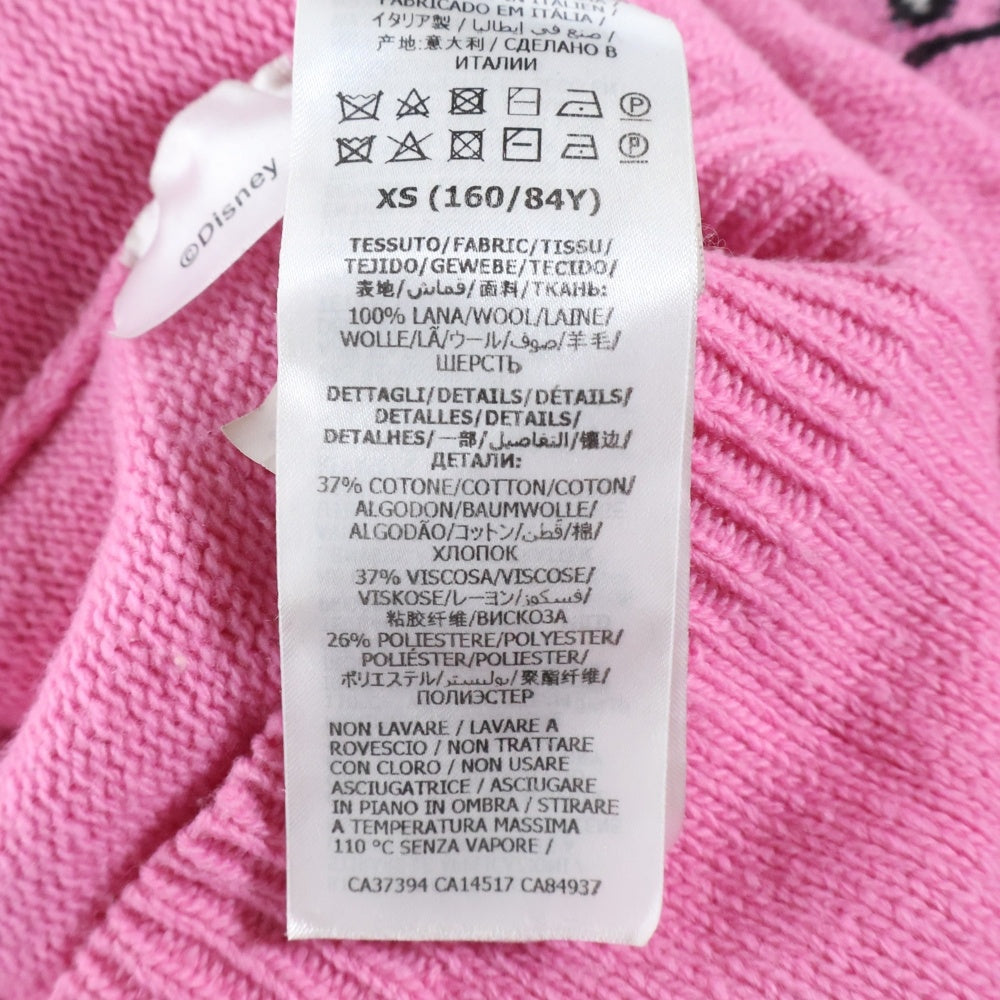 FABRICADO EM ITÁLIA /
イタリア製 / صنع في إيطاليا /
产地:意大利 / СДЕЛАНО В
ИТАЛИИ
P
P
XS (160/84Y)
©Disney
TESSUTO/FABRIC/TISSU/
TEJIDO/GEWEBE/TECIDO/
表地/قماش/面料/ТКАНЬ:
100% LANA/WOOL/LAINE/
WOLLE/LÃ/ウール/صوف/羊毛/
ШЕРСТЬ
DETTAGLI/DETAILS/DÉTAILS/
DETALLES/DETAILS/
DETALHES/一部/التفاصيل/镶边/
ДЕТАЛИ:
37% COTONE/COTTON/COTON/
ALGODON/BAUMWOLLE/
ALGODÃO/コットン/قطن/棉/
ХЛОПОК
37% VISCOSA/VISCOSE/
VISKOSE/レーヨン/فسكوز/
粘胶纤维/ВИСКОЗА
26% POLIESTERE/POLYESTER/
POLIÉSTER/POLIESTER/
ポリエステル/بوليستر/聚酯纤维/
ПОЛИЭСТЕР
NON LAVARE / LAVARE A
ROVESCIO / NON TRATTARE
CON CLORO / NON USARE
ASCIUGATRICE / ASCIUGARE
IN PIANO IN OMBRA / STIRARE
A TEMPERATURA MASSIMA
110 °C SENZA VAPORE /
CA37394 CA14517 CA84937